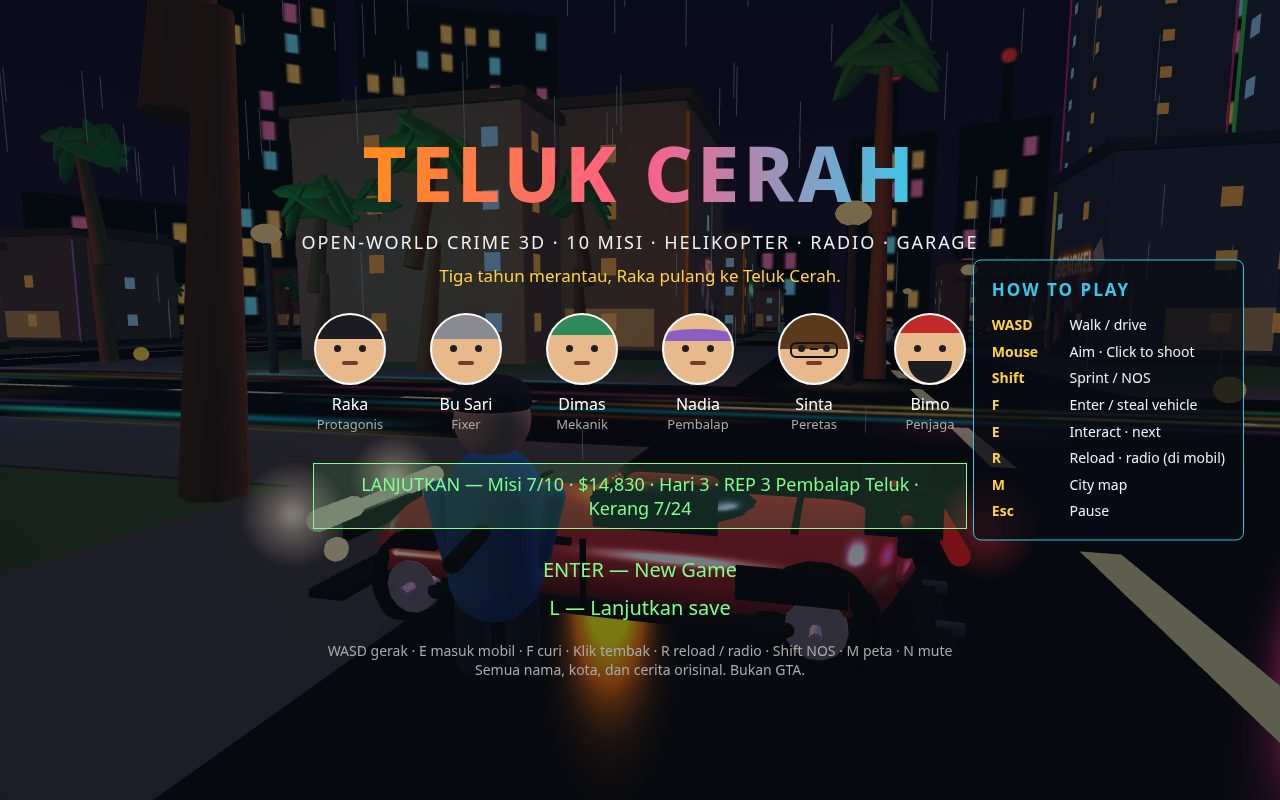 TELUK CERAH
OPEN-WORLD CRIME 3D · 10 MISI · HELIKOPTER · RADIO · GARAGE
Tiga tahun merantau, Raka pulang ke Teluk Cerah.
BENGKEL
Raka
Protagonis
Bu Sari
Fixer
Dimas
Mekanik
Nadia
Pembalap
Sinta
Peretas
Bimo
Penjaga
LANJUTKAN — Misi 7/10 · $14,830 · Hari 3 · REP 3 Pembalap Teluk ·
Kerang 7/24
ENTER — New Game
L — Lanjutkan save
WASD gerak · E masuk mobil · F curi · Klik tembak · R reload / radio · Shift NOS · M peta · N mute
Semua nama, kota, dan cerita orisinal. Bukan GTA.
HOW TO PLAY
WASD Walk / drive
Mouse Aim · Click to shoot
Shift Sprint / NOS
F Enter / steal vehicle
E Interact · next
R Reload · radio (di mobil)
M City map
Esc Pause